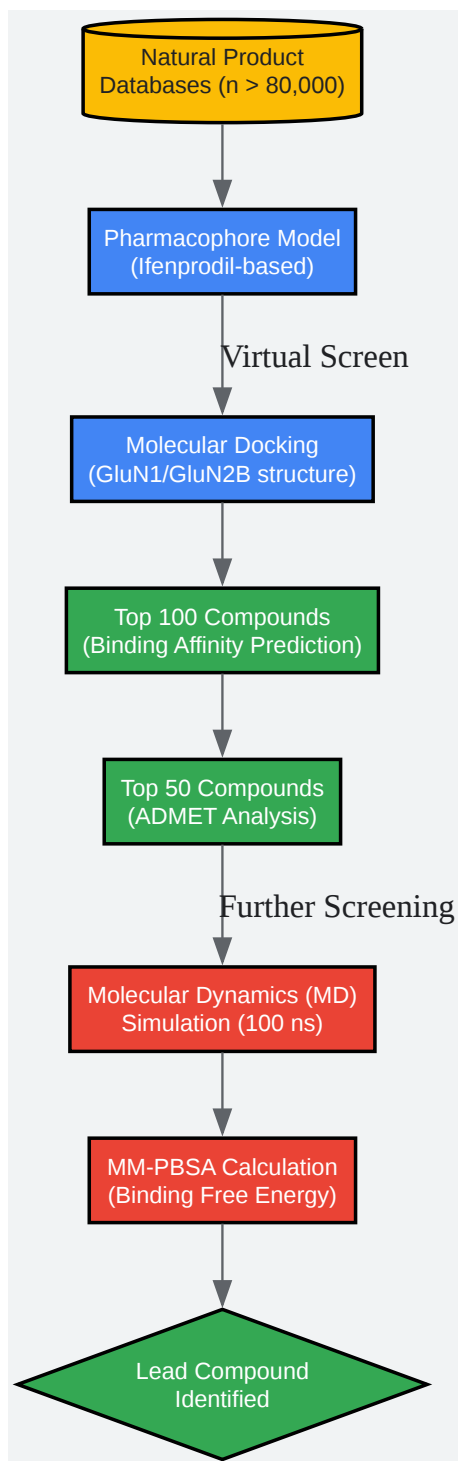 Natural Product
Databases (n > 80,000)
Pharmacophore Model
(Ifenprodil-based)
Virtual Screen
Molecular Docking
(GluN1/GluN2B structure)
Top 100 Compounds
(Binding Affinity Prediction)
Top 50 Compounds
(ADMET Analysis)
Further Screening
Molecular Dynamics (MD)
Simulation (100 ns)
MM-PBSA Calculation
(Binding Free Energy)
Lead Compound
Identified